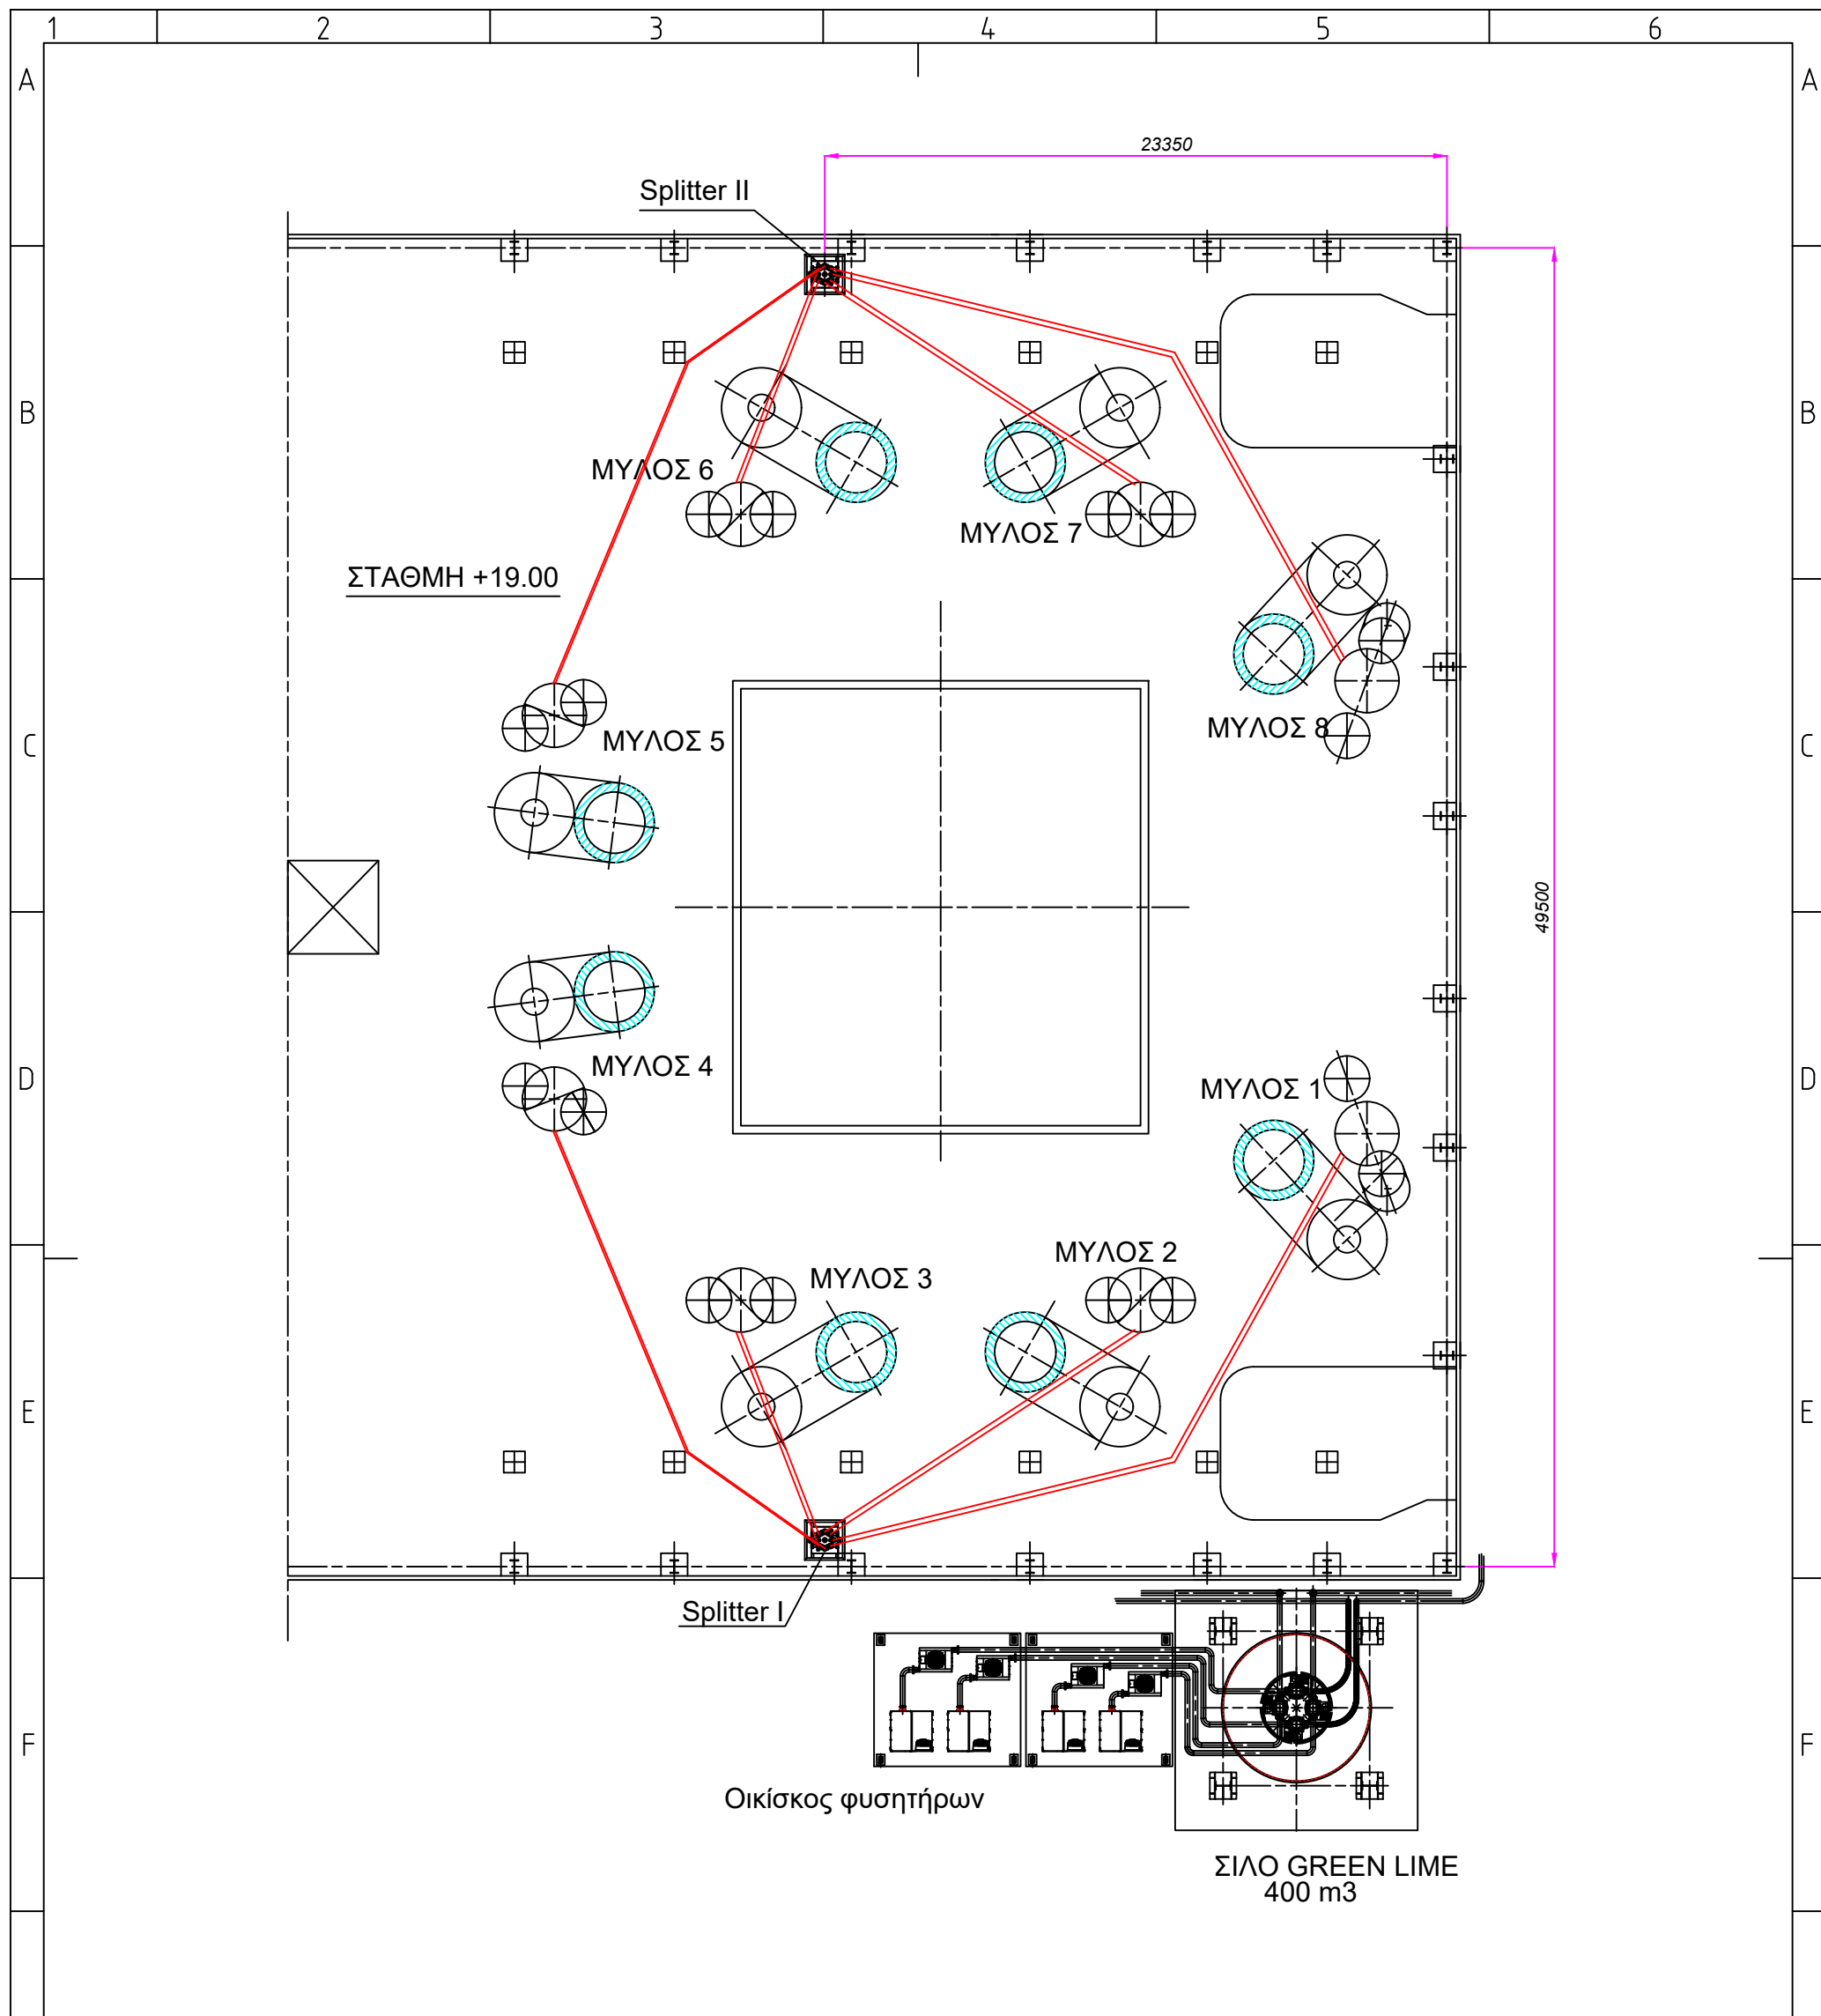 1 2 3 4 5 6
A A
23350
Splitter II
B B
ΜΥΛΟΣ 6
ΜΥΛΟΣ 7
ΣΤΑΘΜΗ +19.00
ΜΥΛΟΣ 8
C C
ΜΥΛΟΣ 5
49500
ΜΥΛΟΣ 4
D D
ΜΥΛΟΣ 1
ΜΥΛΟΣ 2
ΜΥΛΟΣ 3
E E
Splitter I
F F
Οικίσκος φυσητήρων
ΣΙΛΟ GREEN LIME
400 m3